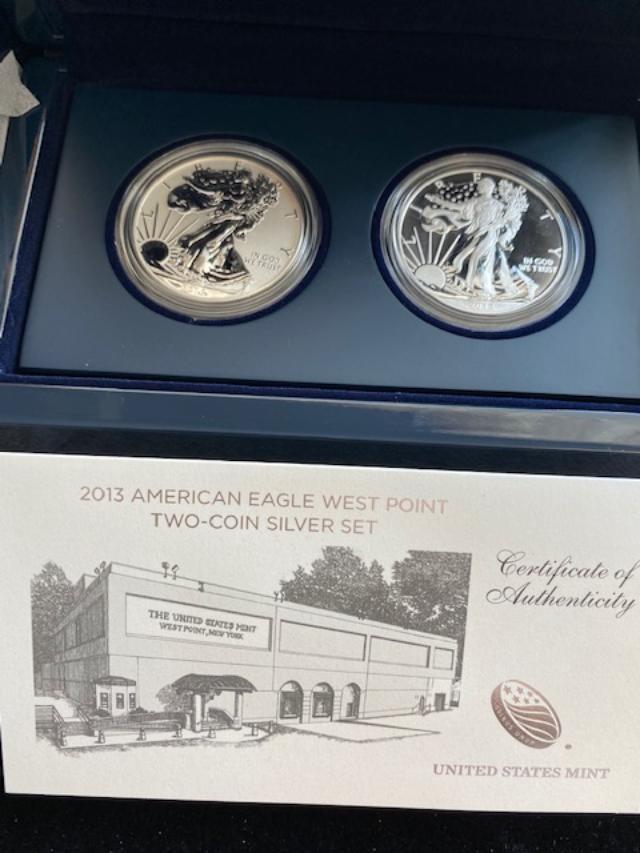 LIBERTY
IN GOD
WE TRUST
LIBERTY
IN GOD
WE TRUST
2013 AMERICAN EAGLE WEST POINT
TWO-COIN SILVER SET
Certificate of
Authenticity
THE UNITED STATES MINT
WEST POINT, NEW YORK
UNITED STATES MINT